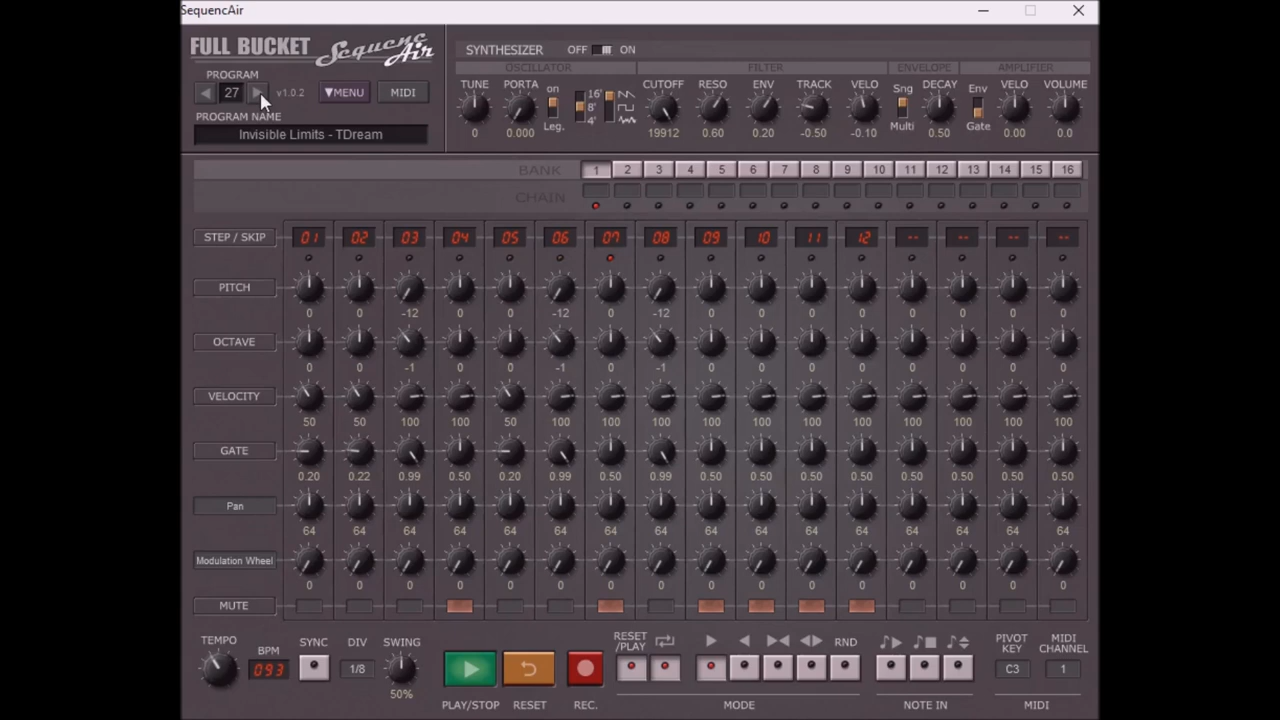 SequencAir
FULL BUCKET SequencAir
PROGRAM
27 v1.0.2 ▼MENU MIDI
PROGRAM NAME
Invisible Limits - TDream
SYNTHESIZER OFF ON
OSCILLATOR FILTER ENVELOPE AMPLIFIER
TUNE PORTA on 16' CUTOFF RESO ENV TRACK VELO Sng DECAY Env VELO VOLUME
8'
Leg. 4' Multi Gate
0 0.000 19912 0.60 0.20 -0.50 -0.10 0.50 0.00 0.0
BANK 1 2 3 4 5 6 7 8 9 10 11 12 13 14 15 16
CHAIN
STEP / SKIP 01 02 03 04 05 06 07 08 09 10 11 12 -- -- -- --
PITCH
0 0 -12 0 0 -12 0 -12 0 0 0 0 0 0 0 0
OCTAVE
0 0 -1 0 0 -1 0 -1 0 0 0 0 0 0 0 0
VELOCITY
50 50 100 100 50 100 100 100 100 100 100 100 100 100 100 100
GATE
0.20 0.22 0.99 0.50 0.20 0.99 0.50 0.99 0.50 0.50 0.50 0.50 0.50 0.50 0.50 0.50
Pan
64 64 64 64 64 64 64 64 64 64 64 64 64 64 64 64
Modulation Wheel
0 0 0 0 0 0 0 0 0 0 0 0 0 0 0 0
MUTE
TEMPO BPM SYNC DIV SWING RESET /PLAY RND PIVOT KEY MIDI CHANNEL
093 1/8 C3 1
50%
PLAY/STOP RESET REC. MODE NOTE IN MIDI